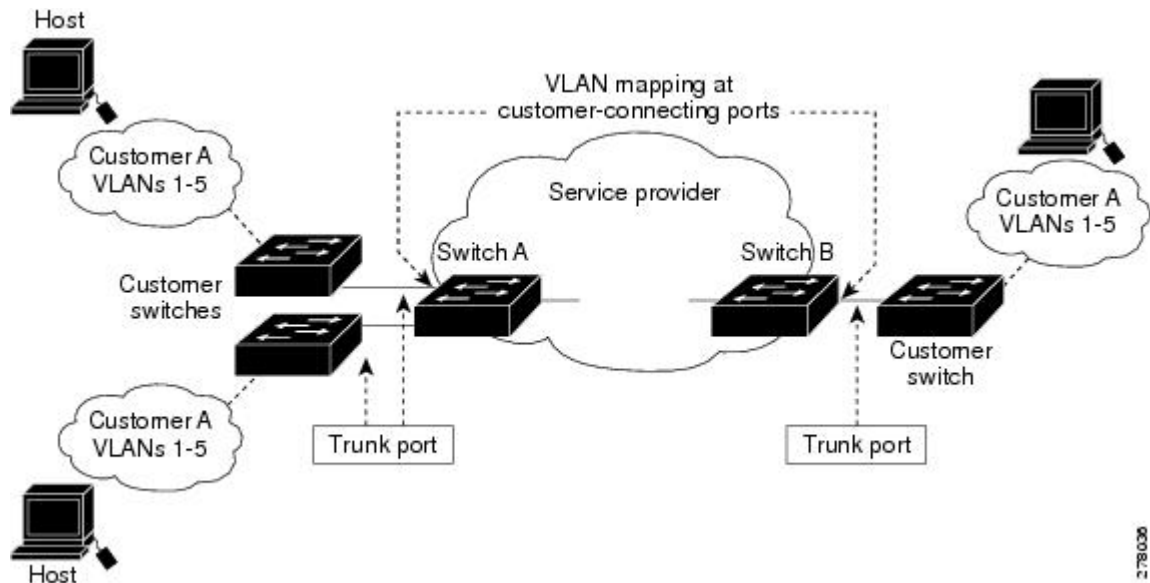 Host
VLAN mapping at
customer-connecting ports
Customer A
VLANs 1-5
Service provider
Customer A
VLANs 1-5
Switch A
Switch B
Customer
switches
Customer
switch
Customer A
VLANs 1-5
Trunk port
Trunk port
Host
278036